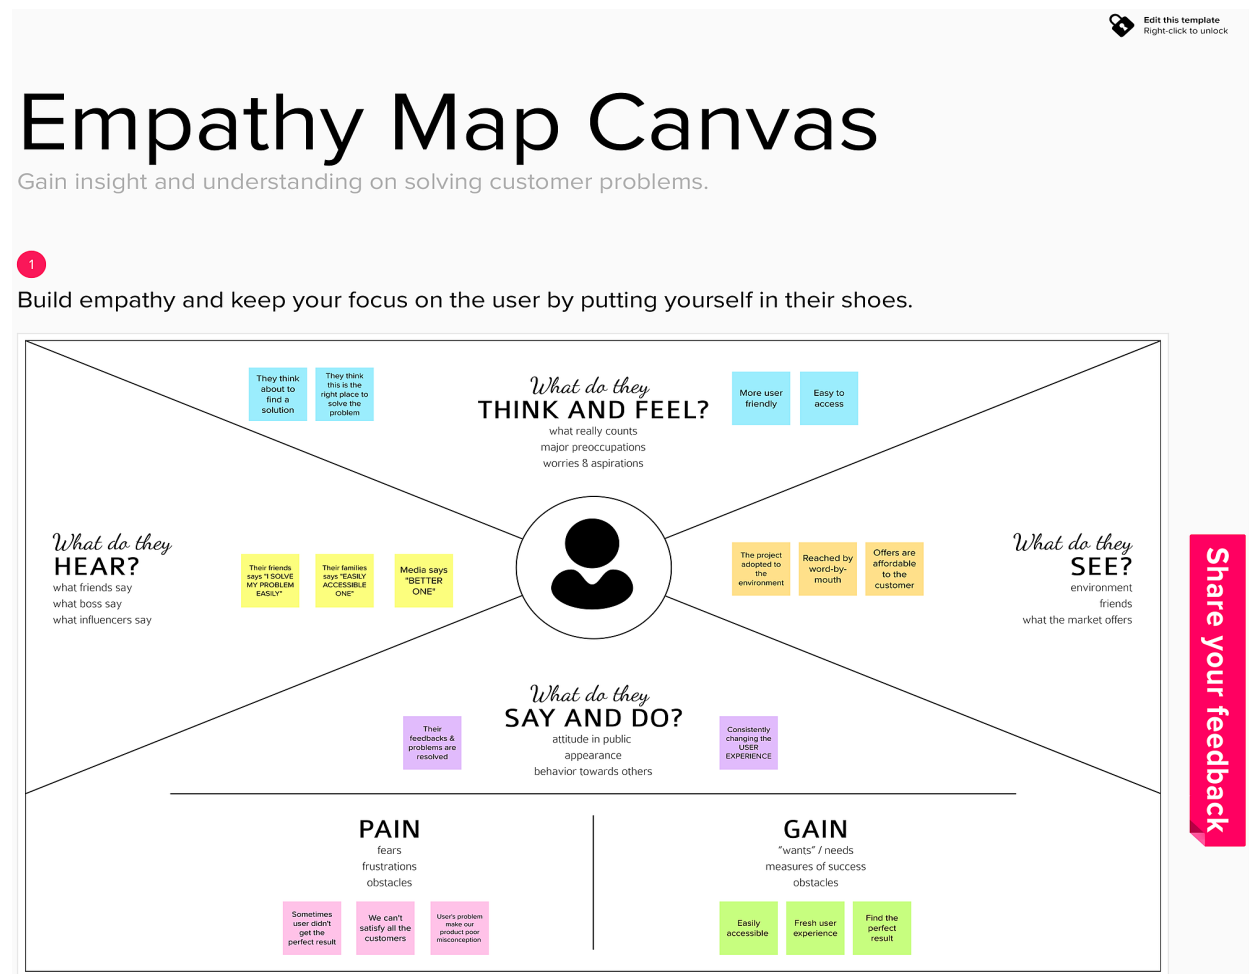 Edit this template
Right-click to unlock
Empathy Map Canvas
Gain insight and understanding on solving customer problems.
1
Build empathy and keep your focus on the user by putting yourself in their shoes.
They think
about to
find a
solution
They think
this is the
right place to
solve the
problem
What do they
THINK AND FEEL?
what really counts
major preoccupations
worries & aspirations
More user
friendly
Easy to
access
What do they
HEAR?
what friends say
what boss say
what influencers say
Their friends
says "I SOLVE
MY PROBLEM
EASILY"
Their families
says "EASILY
ACCESSIBLE
ONE"
Media says
"BETTER
ONE"
The project
adopted to
the
environment
Reached by
word-by-
mouth
Offers are
affordable
to the
customer
What do they
SEE?
environment
friends
what the market offers
Share your feedback
What do they
SAY AND DO?
attitude in public
appearance
behavior towards others
Their
feedbacks &
problems are
resolved
Consistently
changing the
USER
EXPERIENCE
PAIN
fears
frustrations
obstacles
Sometimes
user didn't
get the
perfect result
We can't
satisfy all the
customers
User's problem
make our
product poor
misconception
GAIN
“wants” / needs
measures of success
obstacles
Easily
accessible
Fresh user
experience
Find the
perfect
result